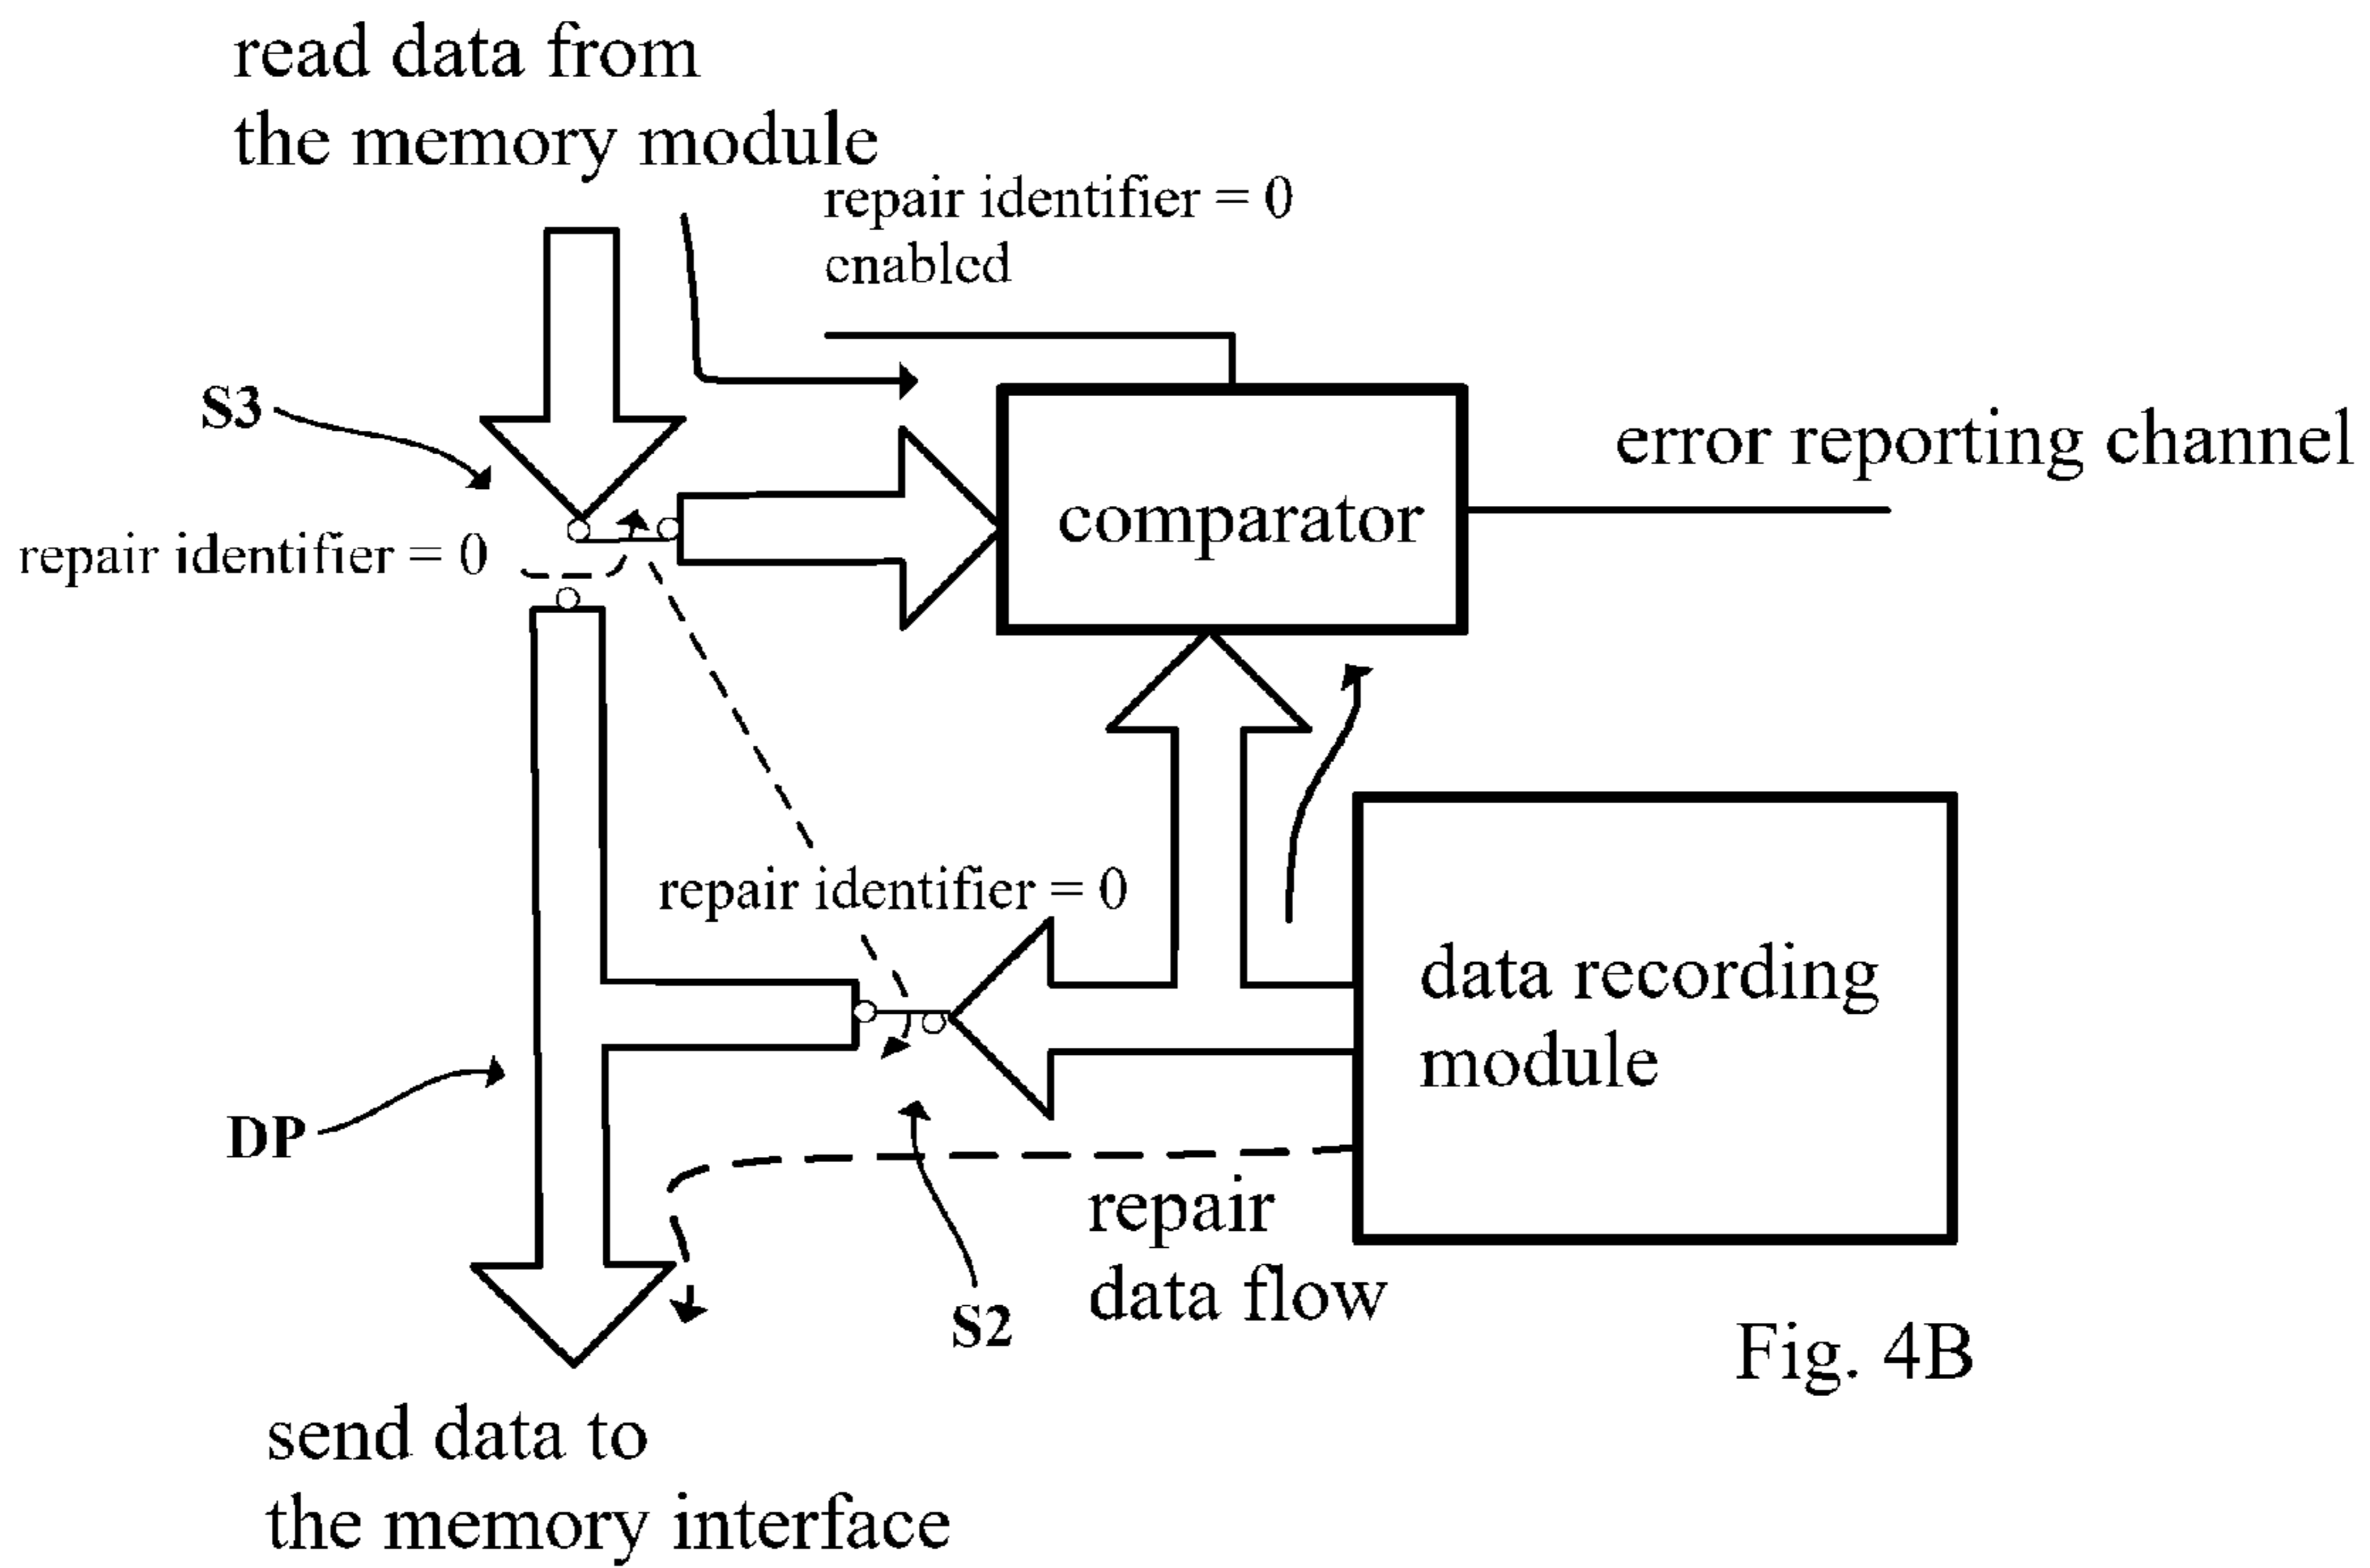 read data from
the memory module
repair identifier = 0
enabled
S3
error reporting channel
comparator
repair identifier = 0
repair identifier = 0
data recording
module
DP
repair
data flow
S2
Fig. 4B
send data to
the memory interface